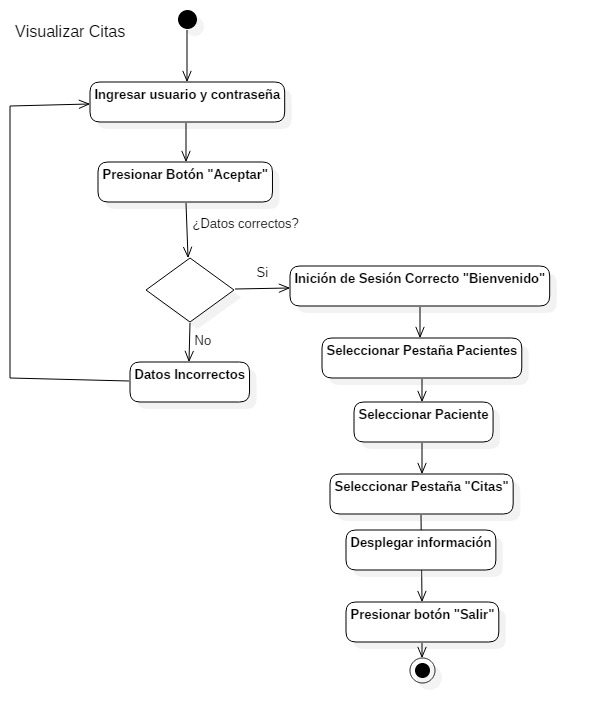 Visualizar Citas
Ingresar usuario y contraseña
Presionar Botón "Aceptar"
¿Datos correctos?
Si
Inición de Sesión Correcto "Bienvenido"
No
Datos Incorrectos
Seleccionar Pestaña Pacientes
Seleccionar Paciente
Seleccionar Pestaña "Citas"
Desplegar información
Presionar botón "Salir"